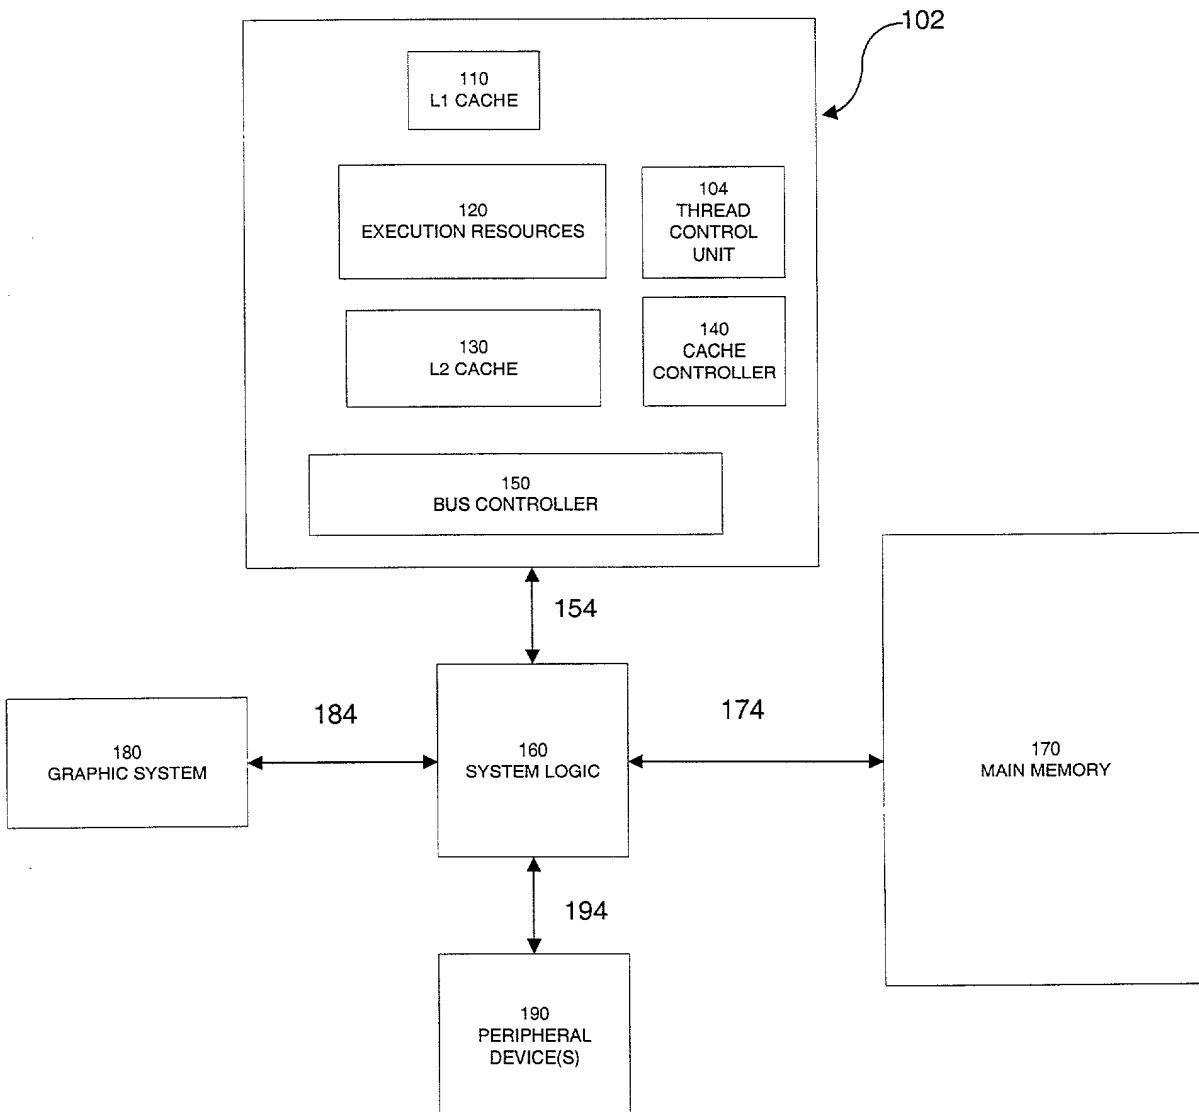 102
110
L1 CACHE
120
EXECUTION RESOURCES
104
THREAD
CONTROL
UNIT
130
L2 CACHE
140
CACHE
CONTROLLER
150
BUS CONTROLLER
154
184
174
180
GRAPHIC SYSTEM
160
SYSTEM LOGIC
170
MAIN MEMORY
194
190
PERIPHERAL
DEVICE(S)